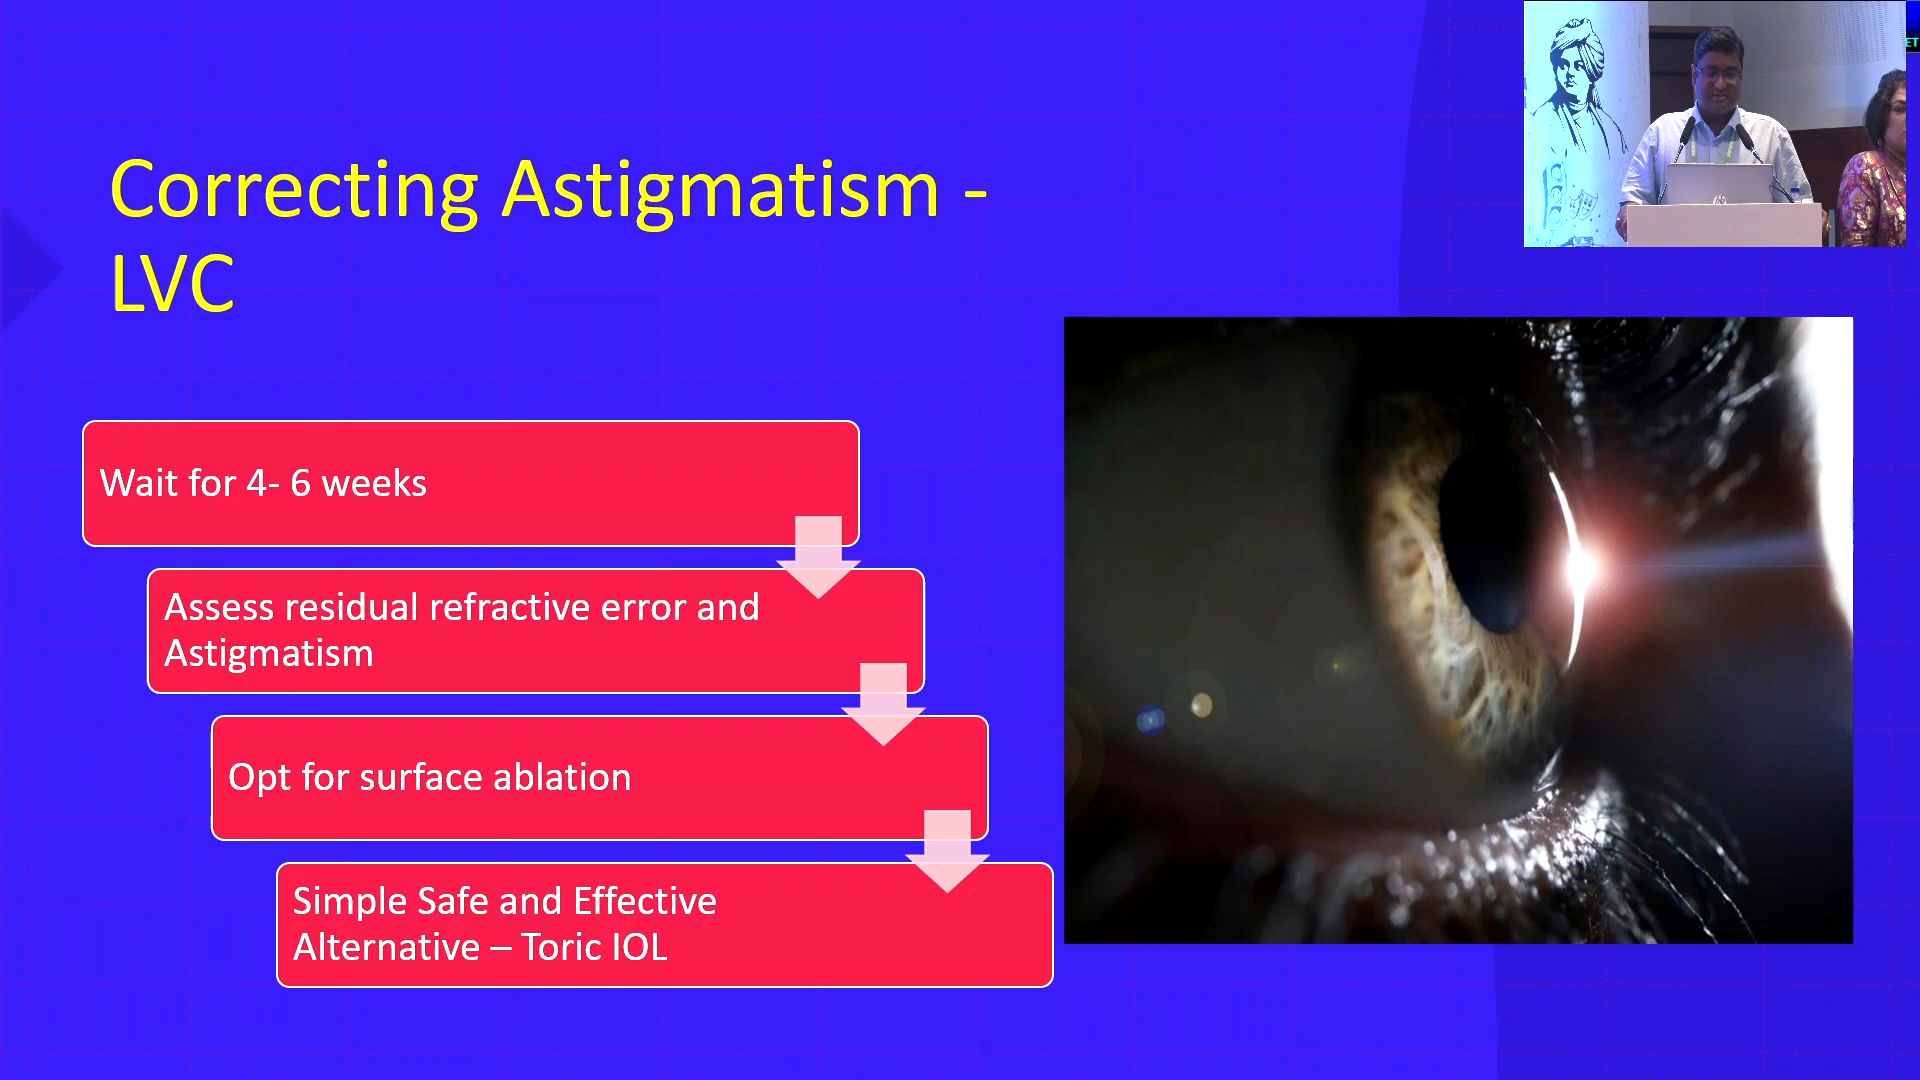 Correcting Astigmatism -
LVC
Wait for 4- 6 weeks
Assess residual refractive error and
Astigmatism
Opt for surface ablation
Simple Safe and Effective
Alternative – Toric IOL
ET